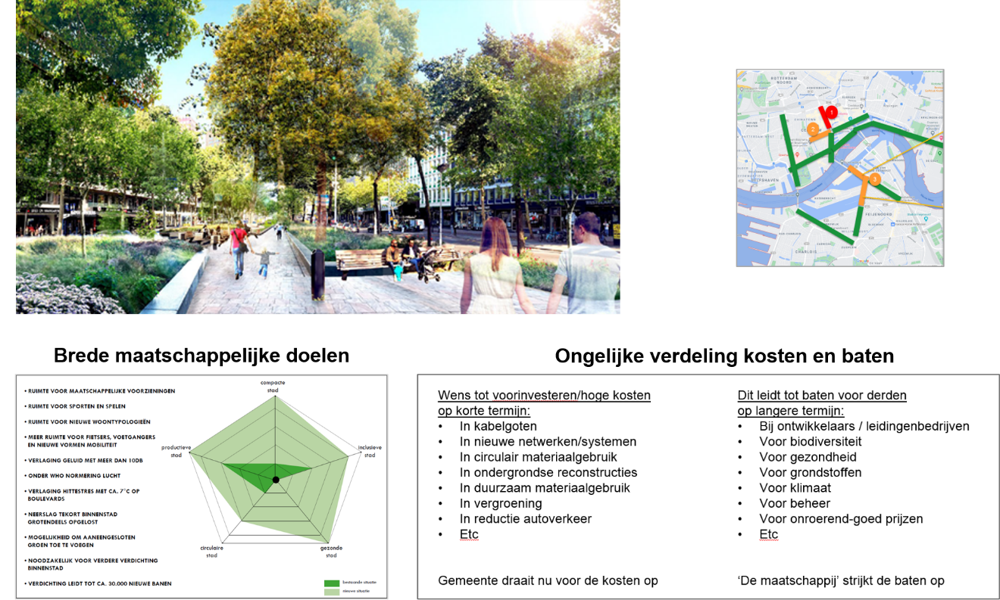 ROTTERDAM
NOORD
1
2
3
FEIJENOORD
CHARLOIS
Brede maatschappelijke doelen
• RUIMTE VOOR MAATSCHAPPELIJKE VOORZIENINGEN
• RUIMTE VOOR SPORTEN EN SPELEN
• RUIMTE VOOR NIEUWE WOONTYPOLOGIEËN
• MEER RUIMTE VOOR FIETSERS, VOETGANGERS
EN NIEUWE VORMEN MOBILITEIT
• VERLAGING GELUID MET MEER DAN 10DB
• ONDER WHO NORMERING LUCHT
• VERLAGING HITTESTRES MET CA. 7°C OP
BOULEVARDS
• NEERSLAG TEKORT BINNENSTAD
GROTENDEELS OPGELOST
• MOGELIJKHEID OM AANEENGESLOTEN
GROEN TOE TE VOEGEN
• NOODZAKELIJK VOOR VERDERE VERDICHTING
BINNENSTAD
• VERDICHTING LEIDT TOT CA. 30.000 NIEUWE BANEN
compacte
stad
productieve
stad
inclusieve
stad
circulaire
stad
gezonde
stad
bestaande situatie
nieuwe situatie
Ongelijke verdeling kosten en baten
Wens tot voorinvesteren/hoge kosten
op korte termijn:
• In kabelgoten
• In nieuwe netwerken/systemen
• In circulair materiaalgebruik
• In ondergrondse reconstructies
• In duurzaam materiaalgebruik
• In vergroening
• In reductie autoverkeer
• Etc
Gemeente draait nu voor de kosten op
Dit leidt tot baten voor derden
op langere termijn:
• Bij ontwikkelaars / leidingenbedrijven
• Voor biodiversiteit
• Voor gezondheid
• Voor grondstoffen
• Voor klimaat
• Voor beheer
• Voor onroerend-goed prijzen
• Etc
‘De maatschappij’ strijkt de baten op